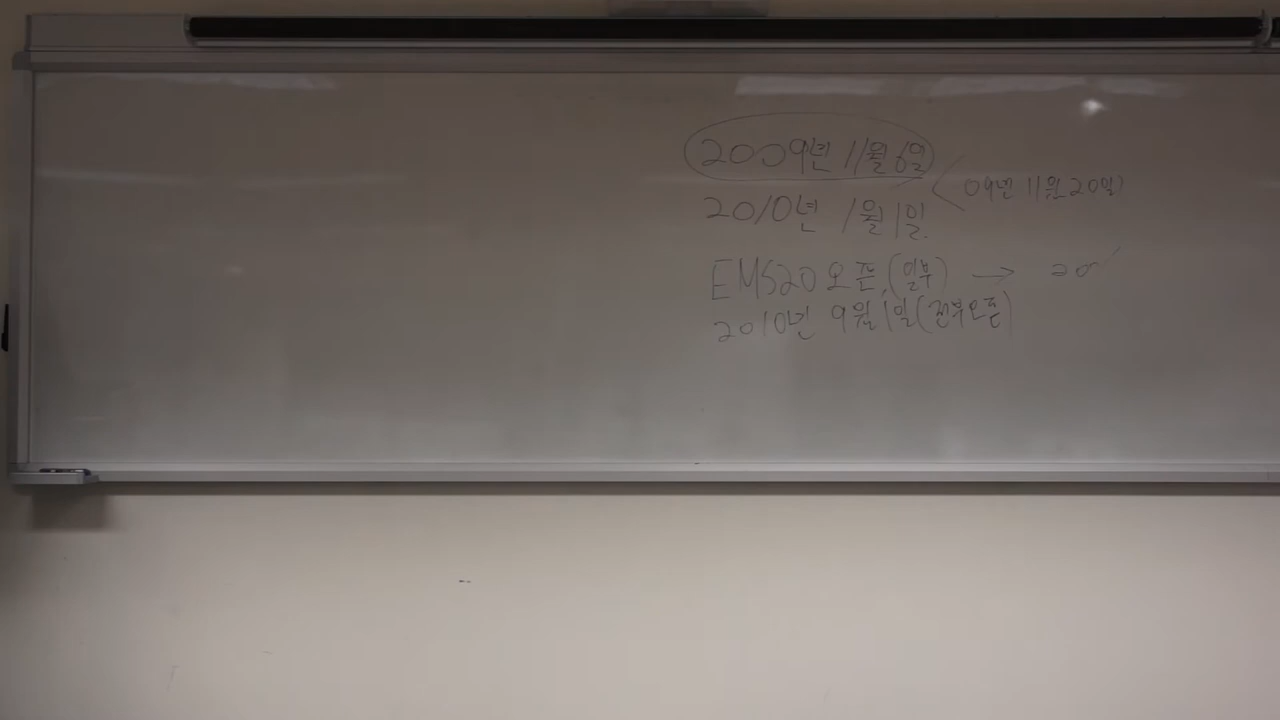 2009년 11월 6일
09년 11월 20일
2010년 1월 1일.
EMS20 오픈 (일부) → 20
2010년 9월 1일 (전부오픈)